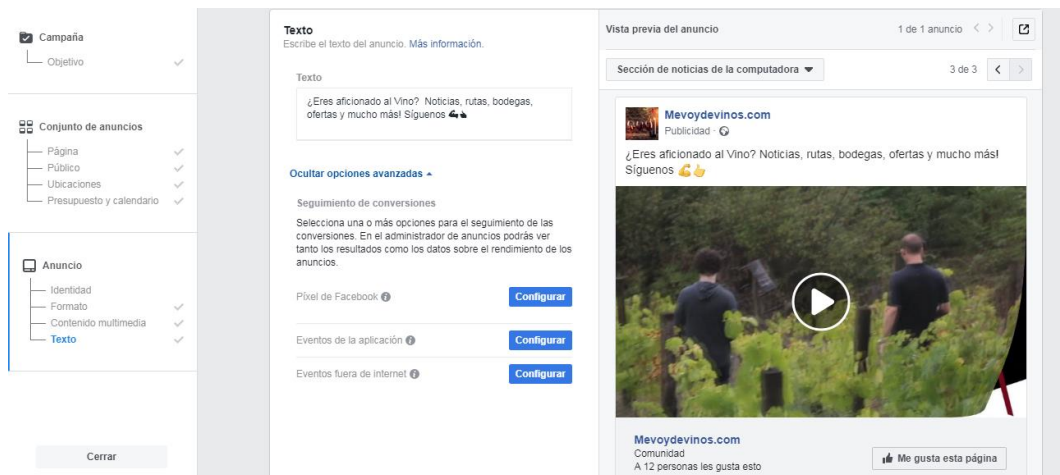 Campaña
Objetivo
Conjunto de anuncios
Página
Público
Ubicaciones
Presupuesto y calendario
Anuncio
Identidad
Formato
Contenido multimedia
Texto
Cerrar
Texto
Escribe el texto del anuncio. Más información.
Texto
¿Eres aficionado al Vino? Noticias, rutas, bodegas,
ofertas y mucho más! Síguenos 💪👍
Ocultar opciones avanzadas
Seguimiento de conversiones
Selecciona una o más opciones para el seguimiento de las
conversiones. En el administrador de anuncios podrás ver
tanto los resultados como los datos sobre el rendimiento de los
anuncios.
Píxel de Facebook
Configurar
Eventos de la aplicación
Configurar
Eventos fuera de internet
Configurar
Vista previa del anuncio
1 de 1 anuncio
Sección de noticias de la computadora
3 de 3
Mevoydevinos.com
Publicidad ·
¿Eres aficionado al Vino? Noticias, rutas, bodegas, ofertas y mucho más!
Síguenos 💪👍
Mevoydevinos.com
Comunidad
A 12 personas les gusta esto
Me gusta esta página